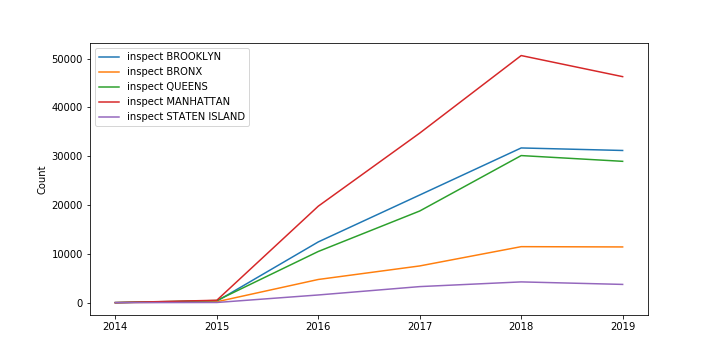 inspect BROOKLYN
inspect BRONX
inspect QUEENS
inspect MANHATTAN
inspect STATEN ISLAND
Count
50000
40000
30000
20000
10000
0
2014 2015 2016 2017 2018 2019